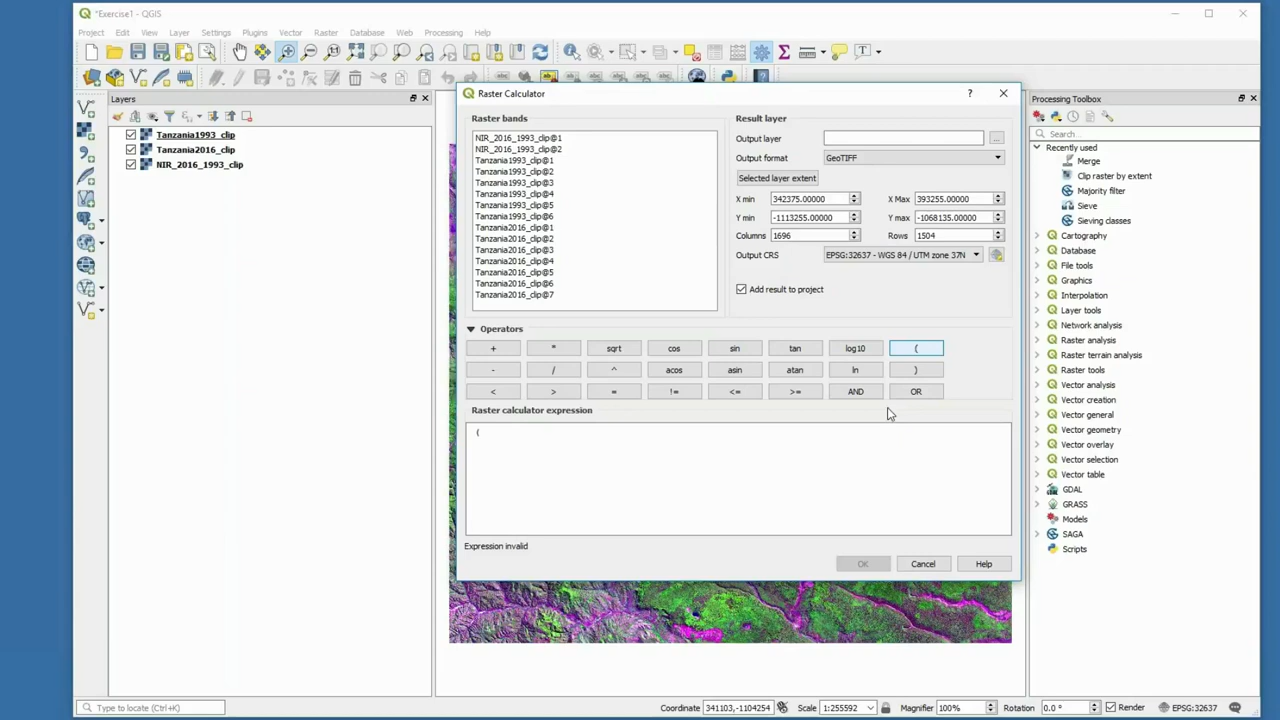 *Exercise1 - QGIS
Project Edit View Layer Settings Plugins Vector Raster Database Web Processing Help
Layers
Tanzania1993_clip
Tanzania2016_clip
NIR_2016_1993_clip
Raster Calculator
Raster bands
NIR_2016_1993_clip@1
NIR_2016_1993_clip@2
Tanzania1993_clip@1
Tanzania1993_clip@2
Tanzania1993_clip@3
Tanzania1993_clip@4
Tanzania1993_clip@5
Tanzania1993_clip@6
Tanzania2016_clip@1
Tanzania2016_clip@2
Tanzania2016_clip@3
Tanzania2016_clip@4
Tanzania2016_clip@5
Tanzania2016_clip@6
Tanzania2016_clip@7
Result layer
Output layer ...
Output format GeoTIFF
Selected layer extent
X min 342375.00000 X Max 393255.00000
Y min -1113255.00000 Y max -1068135.00000
Columns 1696 Rows 1504
Output CRS EPSG:32637 - WGS 84 / UTM zone 37N
Add result to project
Operators
+ * sqrt cos sin tan log10 (
- / ^ acos asin atan ln )
< > = != <= >= AND OR
Raster calculator expression
(
Expression invalid
OK Cancel Help
Processing Toolbox
Search...
Recently used
Merge
Clip raster by extent
Majority filter
Sieve
Sieving classes
Cartography
Database
File tools
Graphics
Interpolation
Layer tools
Network analysis
Raster analysis
Raster terrain analysis
Raster tools
Vector analysis
Vector creation
Vector general
Vector geometry
Vector overlay
Vector selection
Vector table
GDAL
GRASS
Models
SAGA
Scripts
Type to locate (Ctrl+K) Coordinate 341103,-1104254 Scale 1:255592 Magnifier 100% Rotation 0.0 ° Render EPSG:32637